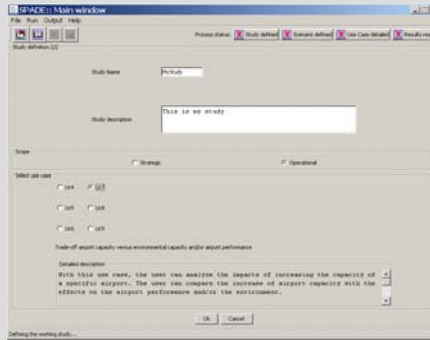 SPADE:: Main window
File Run Output Help
Process status: X Study defined X Scenario defined X Use Case detailed X Results
Study definition
Study Name
MyStudy
Study description
This is my study
Scope
Strategic Operational
Select use case
Trade-off airport capacity versus environmental capacity and/or airport performance
Detailed description
With this use case, the user can analyze the impacts of increasing the capacity of
a specific airport. The user can compare the increase of airport capacity with the
effects on the airport performance and/or the environment.
Ok Cancel
Defining the working study...